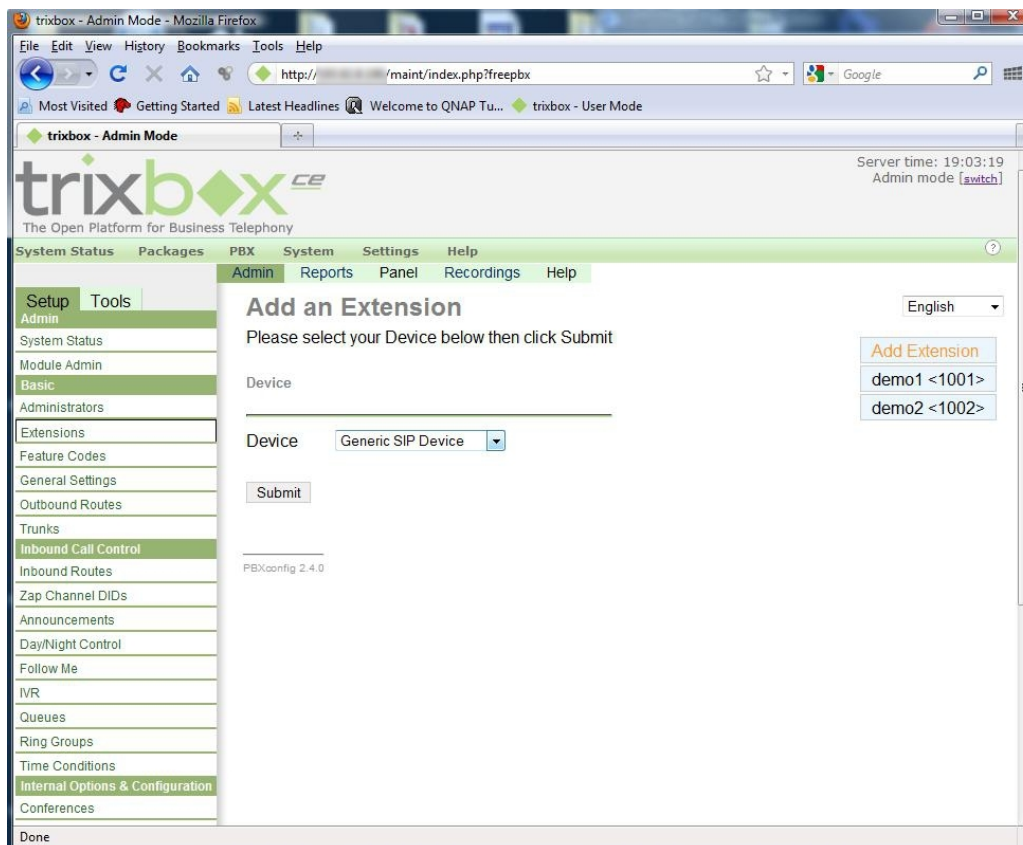 trixbox - Admin Mode - Mozilla Firefox
File Edit View History Bookmarks Tools Help
http:// /maint/index.php?freepbx
Google
Most Visited Getting Started Latest Headlines Welcome to QNAP Tu... trixbox - User Mode
trixbox - Admin Mode
Server time: 19:03:19
Admin mode [switch]
trixbox ce
The Open Platform for Business Telephony
System Status Packages PBX System Settings Help
?
Admin Reports Panel Recordings Help
Setup Tools
Admin
System Status
Module Admin
Basic
Administrators
Extensions
Feature Codes
General Settings
Outbound Routes
Trunks
Inbound Call Control
Inbound Routes
Zap Channel DIDs
Announcements
Day/Night Control
Follow Me
IVR
Queues
Ring Groups
Time Conditions
Internal Options & Configuration
Conferences
Add an Extension
Please select your Device below then click Submit
Device
Device Generic SIP Device
Submit
PBXconfig 2.4.0
English
Add Extension
demo1 <1001>
demo2 <1002>
Done